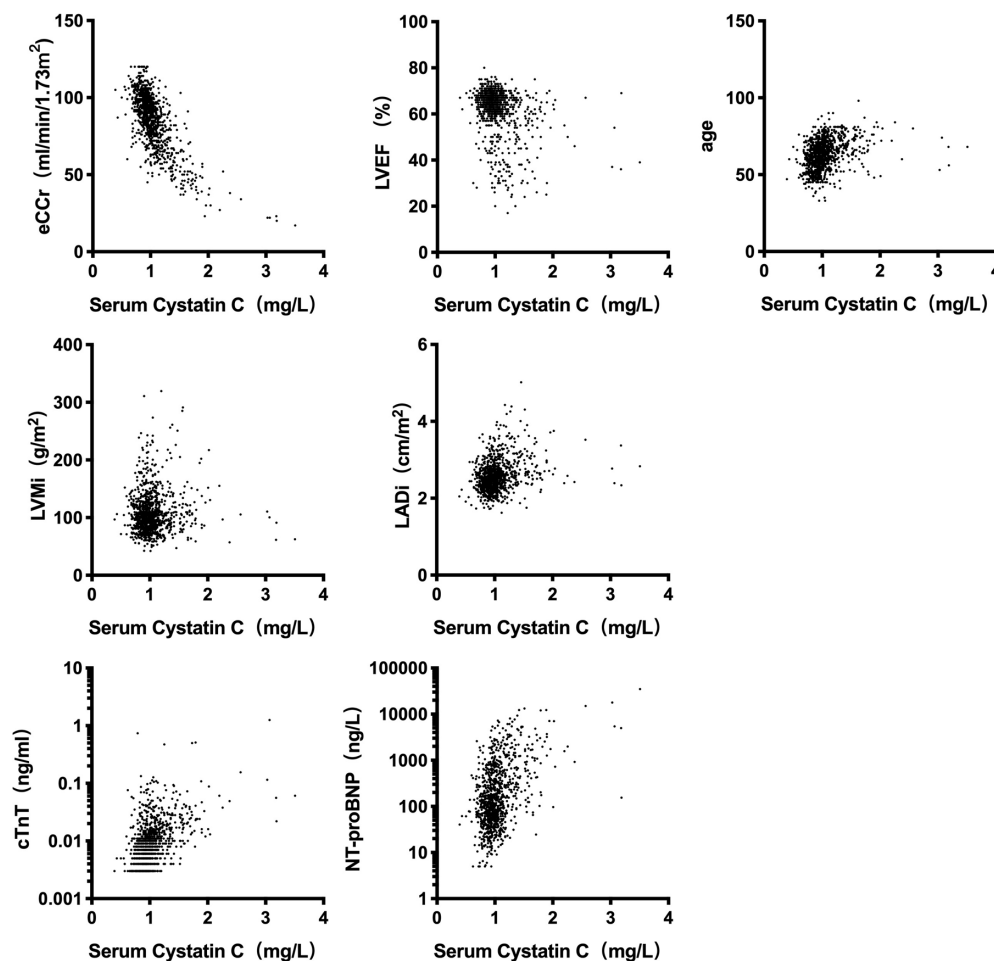 150
100
50
0
eCCr（ml/min/1.73m²）
0 1 2 3 4
Serum Cystatin C（mg/L）
100
80
60
40
20
0
LVEF（%）
0 1 2 3 4
Serum Cystatin C（mg/L）
150
100
50
0
age
0 1 2 3 4
Serum Cystatin C（mg/L）
400
300
200
100
0
LVMi（g/m²）
0 1 2 3 4
Serum Cystatin C（mg/L）
6
4
2
0
LADi（cm/m²）
0 1 2 3 4
Serum Cystatin C（mg/L）
10
1
0.1
0.01
0.001
cTnT（ng/ml）
0 1 2 3 4
Serum Cystatin C（mg/L）
100000
10000
1000
100
10
1
NT-proBNP（ng/L）
0 1 2 3 4
Serum Cystatin C（mg/L）